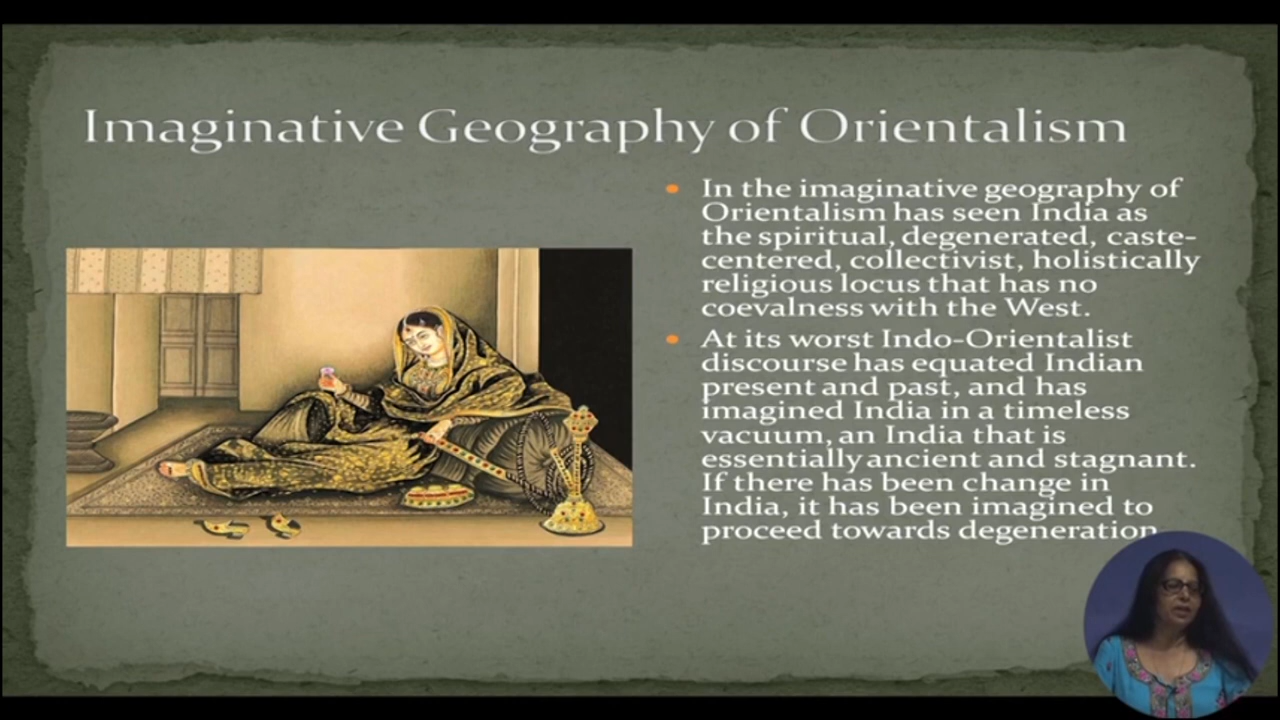 Imaginative Geography of Orientalism
In the imaginative geography of
Orientalism has seen India as
the spiritual, degenerated, caste-
centered, collectivist, holistically
religious locus that has no
coevalness with the West.
At its worst Indo-Orientalist
discourse has equated Indian
present and past, and has
imagined India in a timeless
vacuum, an India that is
essentially ancient and stagnant.
If there has been change in
India, it has been imagined to
proceed towards degeneration